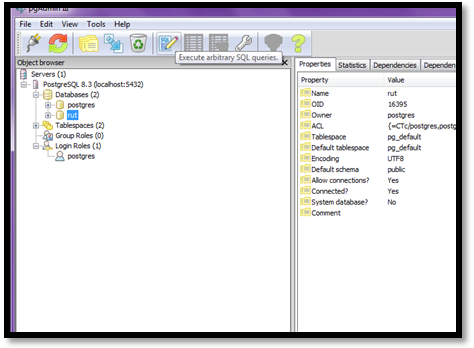 pgAdmin III
File Edit View Tools Help
Execute arbitrary SQL queries.
Object browser
Servers (1)
PostgreSQL 8.3 (localhost:5432)
Databases (2)
postgres
rut
Tablespaces (2)
Group Roles (0)
Login Roles (1)
postgres
Properties Statistics Dependencies Dependen
Property Value
Name rut
OID 16395
Owner postgres
ACL {=CTc/postgres,postg
Tablespace pg_default
Default tablespace pg_default
Encoding UTF8
Default schema public
Allow connections? Yes
Connected? Yes
System database? No
Comment